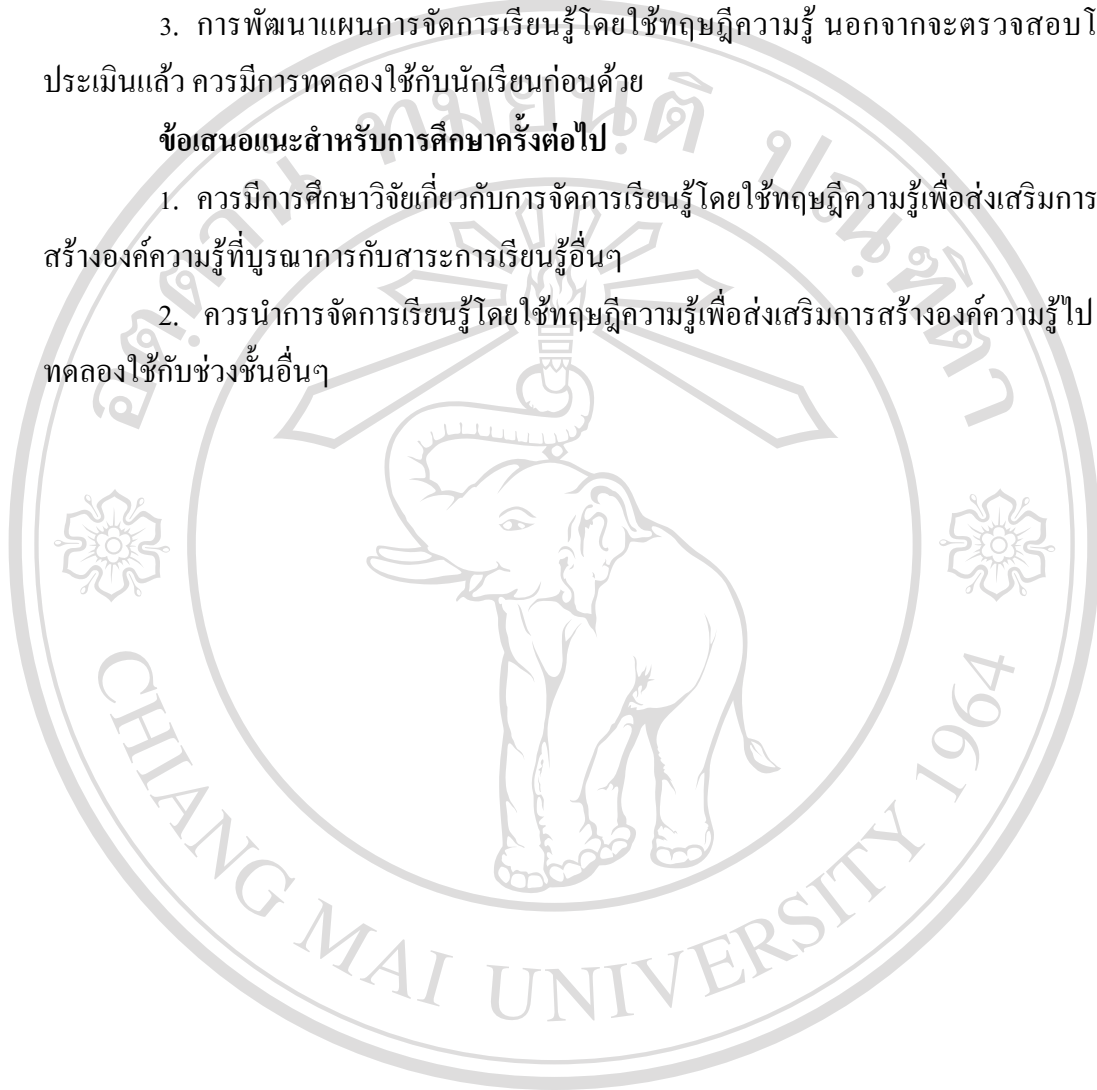 3. การพัฒนาแผนการจัดการเรียนรู้โดยใช้ทฤษฎีความรู้ นอกจากจะตรวจสอบโ
ประเมินแล้ว ควรมีการทดลองใช้กับนักเรียนก่อนด้วย
ข้อเสนอแนะสำหรับการศึกษาครั้งต่อไป
1. ควรมีการศึกษาวิจัยเกี่ยวกับการจัดการเรียนรู้โดยใช้ทฤษฎีความรู้เพื่อส่งเสริมการ
สร้างองค์ความรู้ที่บูรณาการกับสาระการเรียนรู้อื่นๆ
2. ควรนำการจัดการเรียนรู้โดยใช้ทฤษฎีความรู้เพื่อส่งเสริมการสร้างองค์ความรู้ไป
ทดลองใช้กับช่วงชั้นอื่นๆ
อตฺตานํ ทมยนฺติ ปณฺฑิตา
CHIANG MAI UNIVERSITY 1964